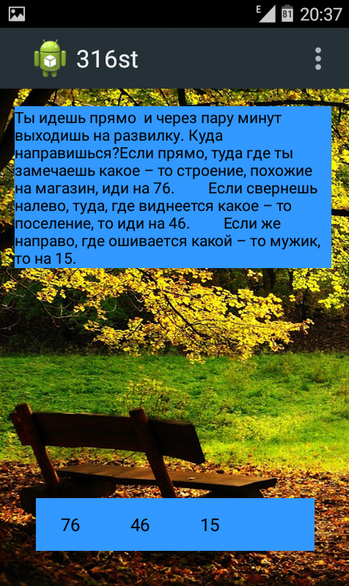 E 81 20:37
316st
Ты идешь прямо  и через пару минут
выходишь на развилку. Куда
направишься?Если прямо, туда где ты
замечаешь какое – то строение, похожие
на магазин, иди на 76.        Если свернешь
налево, туда, где виднеется какое – то
поселение, то иди на 46.        Если же
направо, где ошивается какой – то мужик,
то на 15.
76 46 15